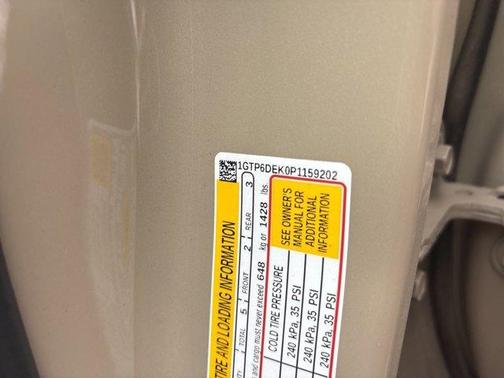 1GTP6DEK0P1159202
TIRE AND LOADING INFORMATION
TOTAL 5 FRONT 2 REAR 3
and cargo must never exceed 648 kg or 1428 lbs
COLD TIRE PRESSURE
240 kPa, 35 PSI
240 kPa, 35 PSI
240 kPa, 35 PSI
SEE OWNER'S
MANUAL FOR
ADDITIONAL
INFORMATION